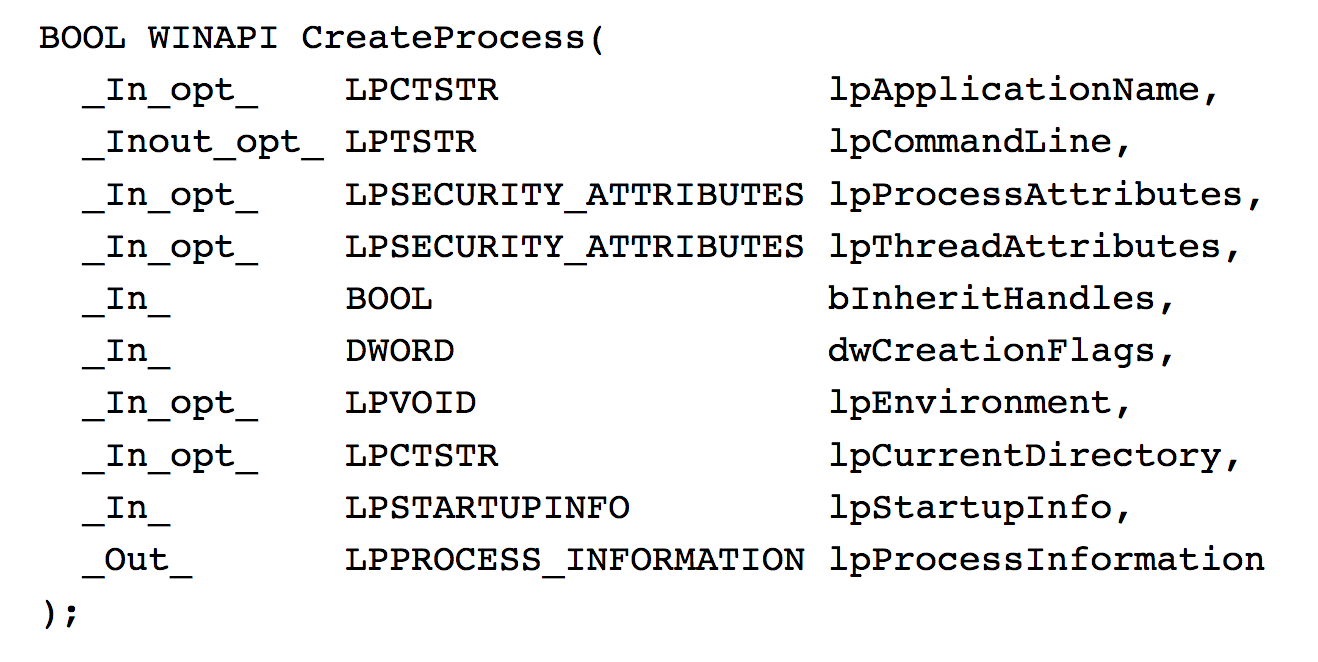 BOOL WINAPI CreateProcess(
  _In_opt_    LPCTSTR               lpApplicationName,
  _Inout_opt_ LPTSTR                lpCommandLine,
  _In_opt_    LPSECURITY_ATTRIBUTES lpProcessAttributes,
  _In_opt_    LPSECURITY_ATTRIBUTES lpThreadAttributes,
  _In_        BOOL                  bInheritHandles,
  _In_        DWORD                 dwCreationFlags,
  _In_opt_    LPVOID                lpEnvironment,
  _In_opt_    LPCTSTR               lpCurrentDirectory,
  _In_        LPSTARTUPINFO         lpStartupInfo,
  _Out_       LPPROCESS_INFORMATION lpProcessInformation
);